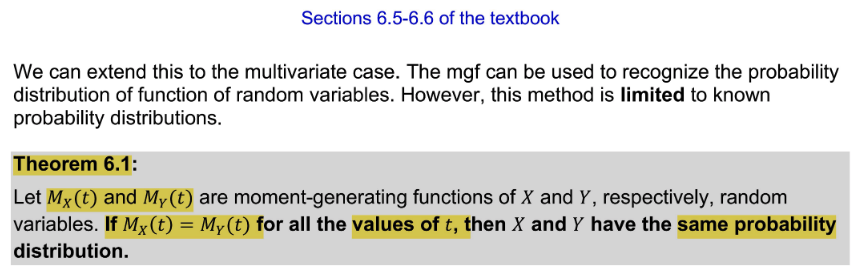 Sections 6.5-6.6 of the textbook
We can extend this to the multivariate case. The mgf can be used to recognize the probability
distribution of function of random variables. However, this method is limited to known
probability distributions.
Theorem 6.1:
Let M_X(t) and M_Y(t) are moment-generating functions of X and Y, respectively, random
variables. If M_X(t) = M_Y(t) for all the values of t, then X and Y have the same probability
distribution.